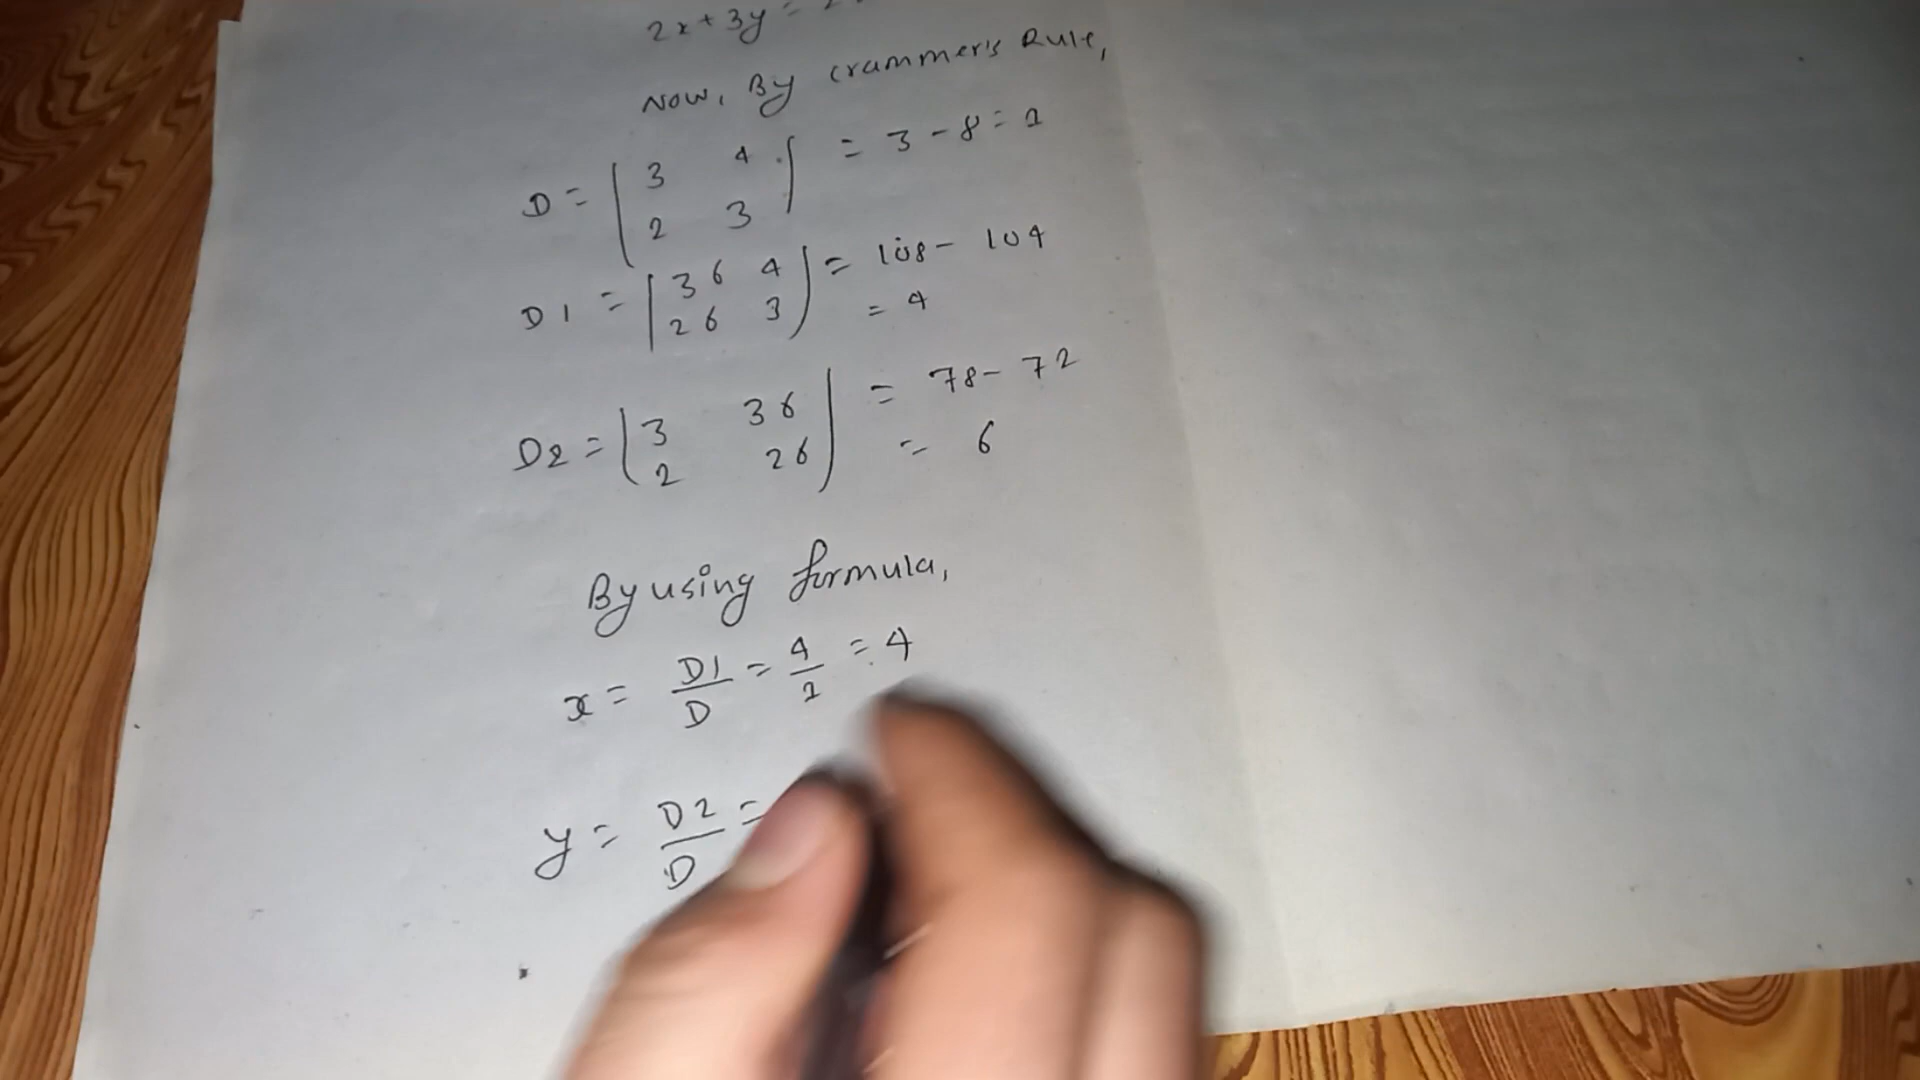 2x + 3y =
Now, By crammer's Rule,
D = | 3 4 | = 3 - 8 = 1
| 2 3 |
D1 = | 36 4 | = 108 - 104
| 26 3 | = 4
D2 = | 3 36 | = 78 - 72
| 2 26 | = 6
By using formula,
x = D1/D = 4/1 = 4
y = D2/D =